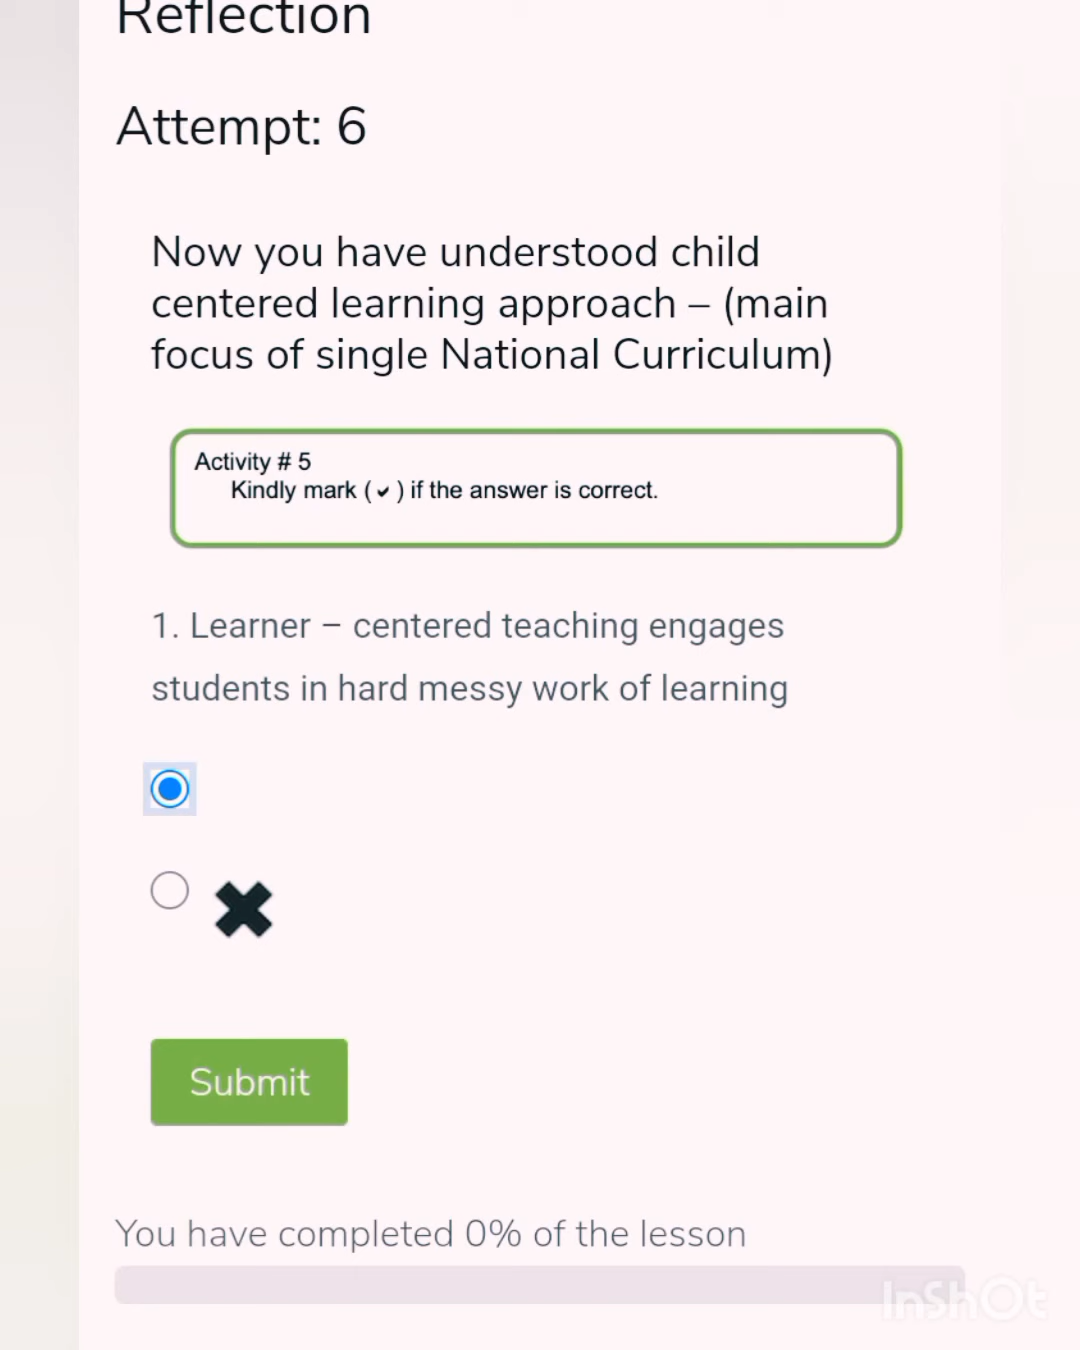 Reflection
Attempt: 6
Now you have understood child
centered learning approach – (main
focus of single National Curriculum)
Activity # 5
Kindly mark (✔) if the answer is correct.
1. Learner – centered teaching engages
students in hard messy work of learning
✖
Submit
You have completed 0% of the lesson
InShOt